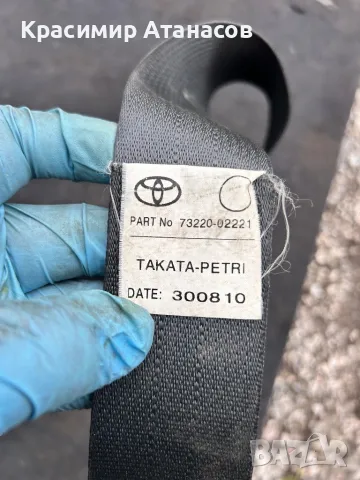 Красимир Атанасов
PART No 73220-02221
TAKATA-PETRI
DATE: 300810
BAZAR